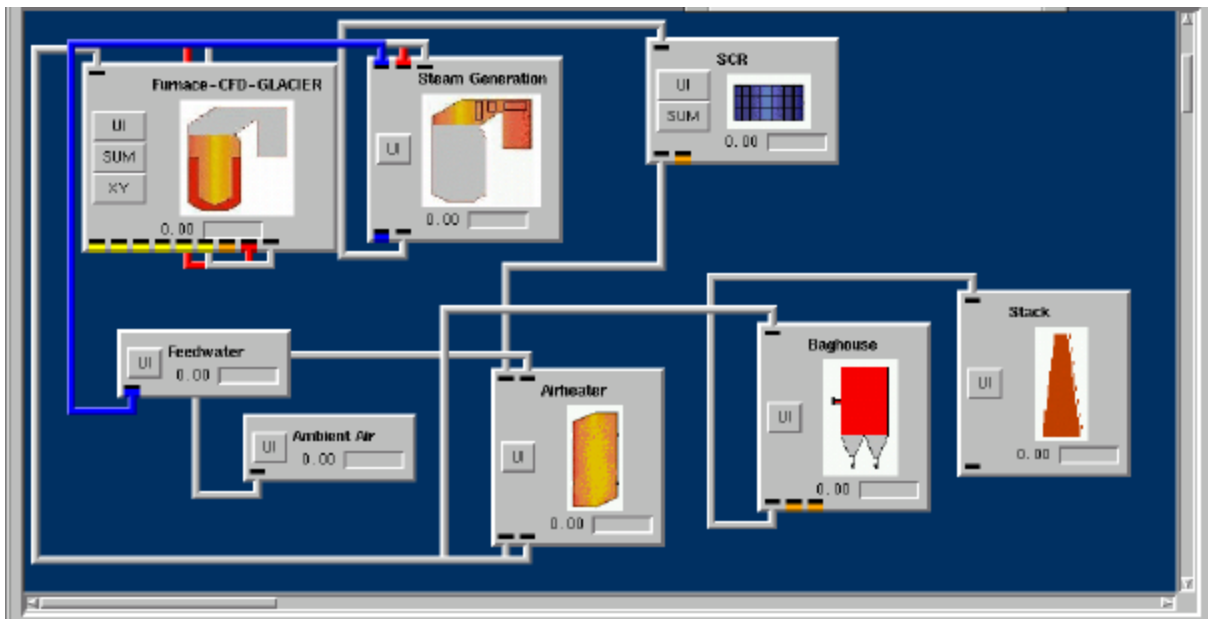 Furnace-CFD-GLACIER
UI
SUM
XY
0.00
Steam Generation
UI
0.00
SCR
UI
SUM
0.00
Feedwater
UI
0.00
Ambient Air
UI
0.00
Airheater
UI
0.00
Baghouse
UI
0.00
Stack
UI
0.00